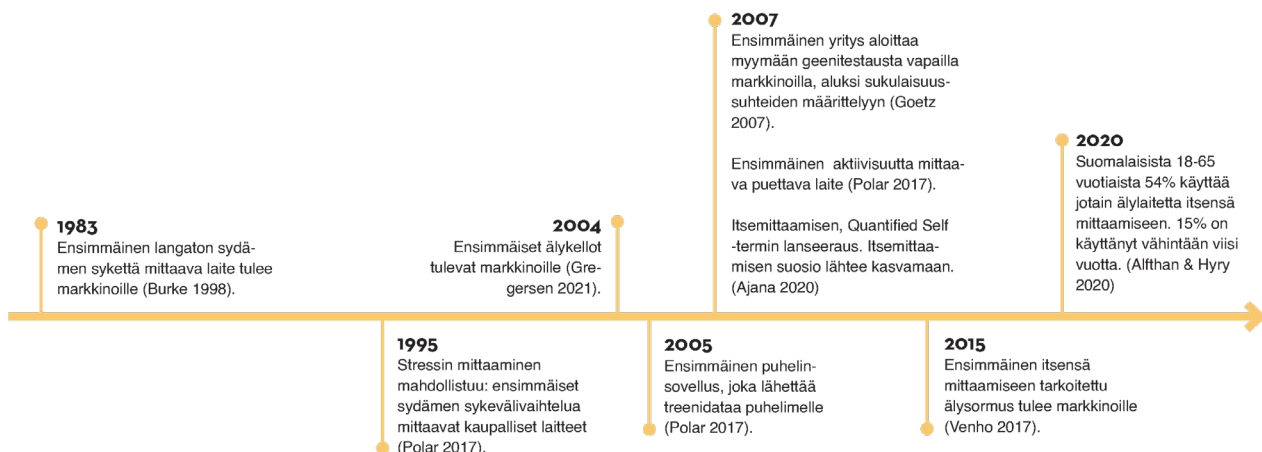 1983
Ensimmäinen langaton sydä-
men sykettä mittaava laite tulee
markkinoille (Burke 1998).
1995
Stressin mittaaminen
mahdollistuu: ensimmäiset
sydämen sykevälivaihtelua
mittaavat kaupalliset laitteet
(Polar 2017).
2004
Ensimmäiset älykellot
tulevat markkinoille (Gre-
gersen 2021).
2005
Ensimmäinen puhelin-
sovellus, joka lähettää
treenidataa puhelimelle
(Polar 2017).
2007
Ensimmäinen yritys aloittaa
myymään geenitestausta vapailla
markkinoilla, aluksi sukulaisuus-
suhteiden määrittelyyn (Goetz
2007).
Ensimmäinen aktiivisuutta mittaa-
va puettava laite (Polar 2017).
Itsemittaamisen, Quantified Self
-termin lanseeraus. Itsemittaa-
misen suosio lähtee kasvamaan.
(Ajana 2020)
2015
Ensimmäinen itsensä
mittaamiseen tarkoitettu
älysormus tulee markkinoille
(Venho 2017).
2020
Suomalaisista 18-65
vuotiaista 54% käyttää
jotain älylaitetta itsensä
mittaamiseen. 15% on
käyttänyt vähintään viisi
vuotta. (Alfthan & Hyry
2020)